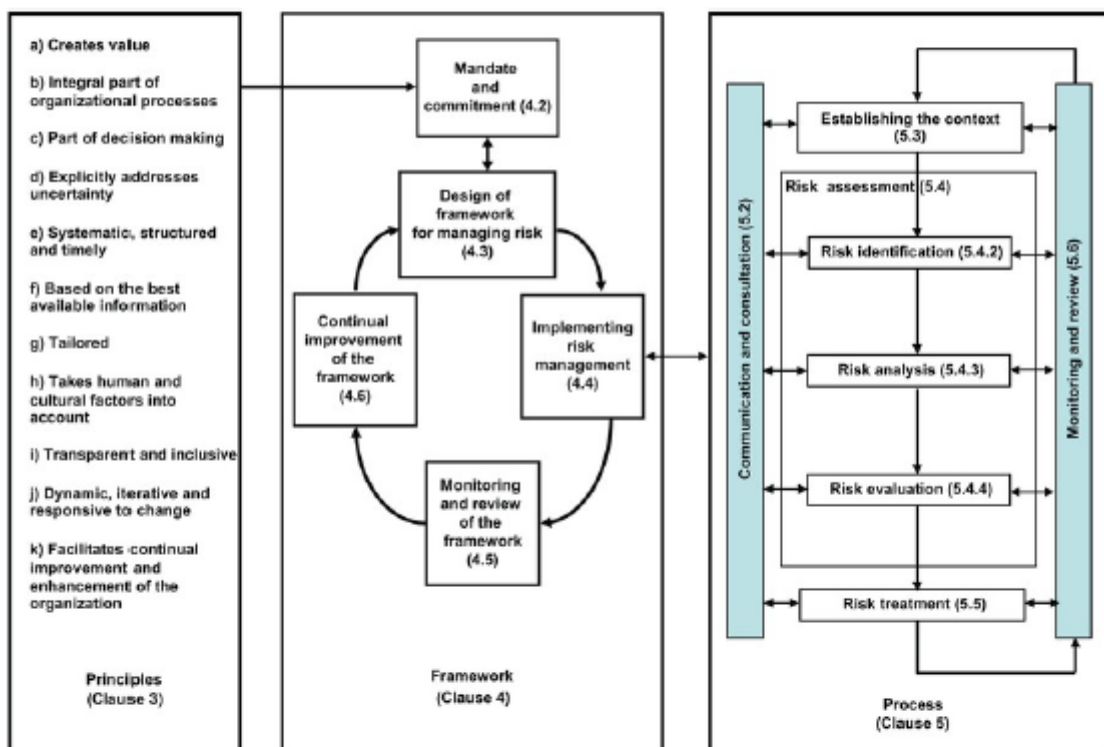 a) Creates value
b) Integral part of
organizational processes
c) Part of decision making
d) Explicitly addresses
uncertainty
e) Systematic, structured
and timely
f) Based on the best
available information
g) Tailored
h) Takes human and
cultural factors into
account
i) Transparent and inclusive
j) Dynamic, iterative and
responsive to change
k) Facilitates continual
improvement and
enhancement of the
organization
Principles
(Clause 3)
Mandate
and
commitment (4.2)
Design of
framework
for managing risk
(4.3)
Continual
improvement
of the
framework
(4.6)
Implementing
risk
management
(4.4)
Monitoring
and review
of the
framework
(4.5)
Framework
(Clause 4)
Communication and consultation (5.2)
Establishing the context
(5.3)
Risk assessment (5.4)
Risk identification (5.4.2)
Risk analysis (5.4.3)
Risk evaluation (5.4.4)
Risk treatment (5.5)
Monitoring and review (5.6)
Process
(Clause 5)